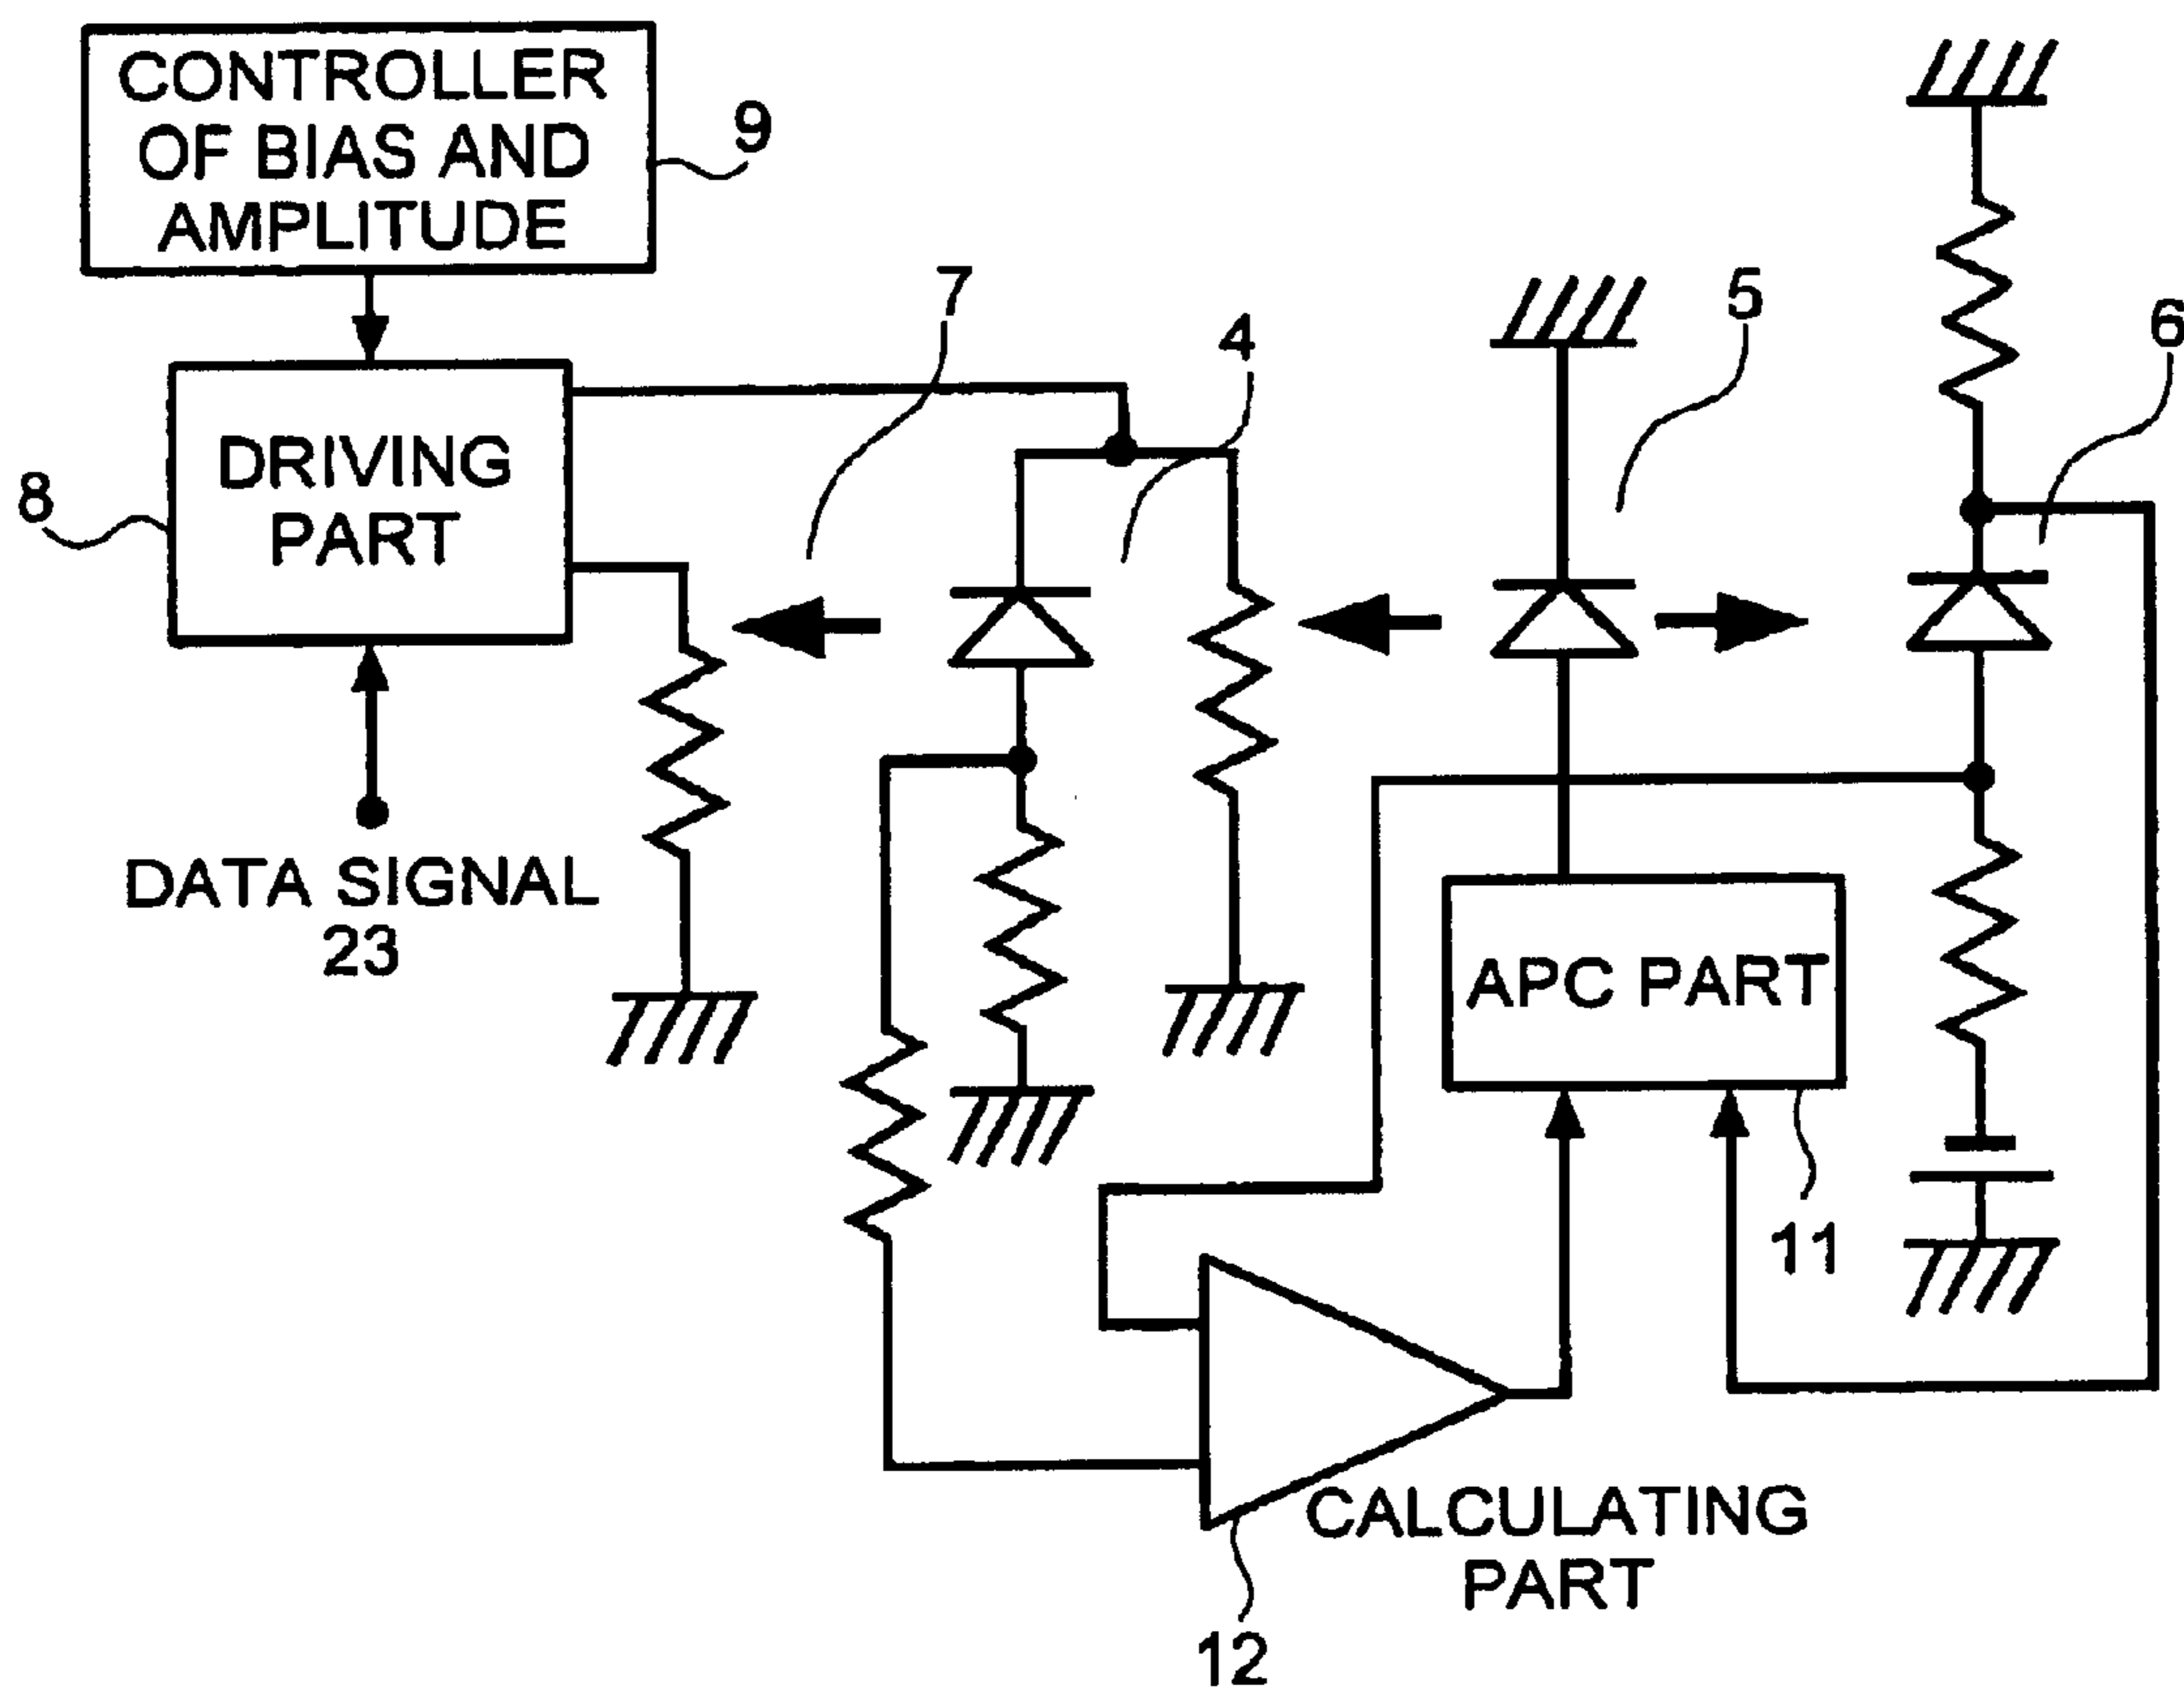 CONTROLLER
OF BIAS AND
AMPLITUDE
9
7
4
5
6
DRIVING
PART
8
DATA SIGNAL
23
APC PART
11
CALCULATING
PART
12